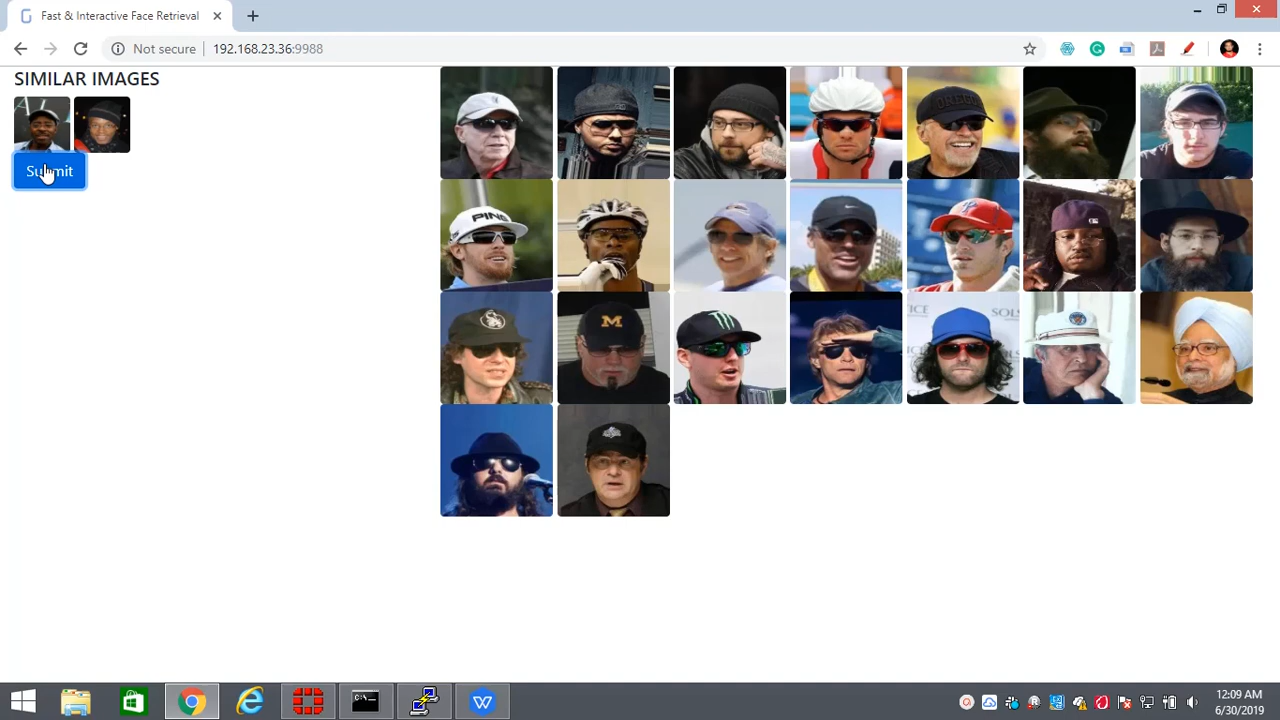 Fast & Interactive Face Retrieval
Not secure
192.168.23.36:9988
SIMILAR IMAGES
Submit
OREGON
PING
M
12:09 AM
6/30/2019